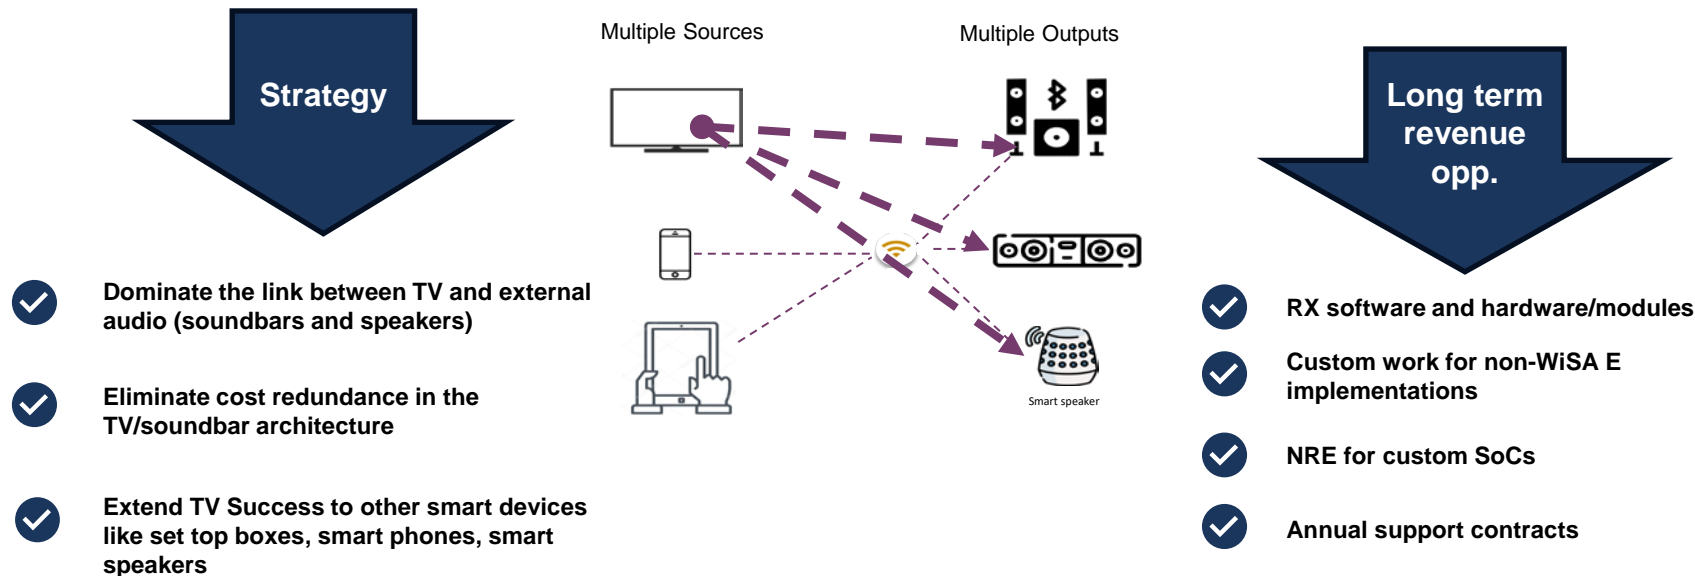 Strategy
Dominate the link between TV and external
audio (soundbars and speakers)
Eliminate cost redundance in the
TV/soundbar architecture
Extend TV Success to other smart devices
like set top boxes, smart phones, smart
speakers
Multiple Sources
Multiple Outputs
Smart speaker
Long term
revenue
opp.
RX software and hardware/modules
Custom work for non-WiSA E
implementations
NRE for custom SoCs
Annual support contracts